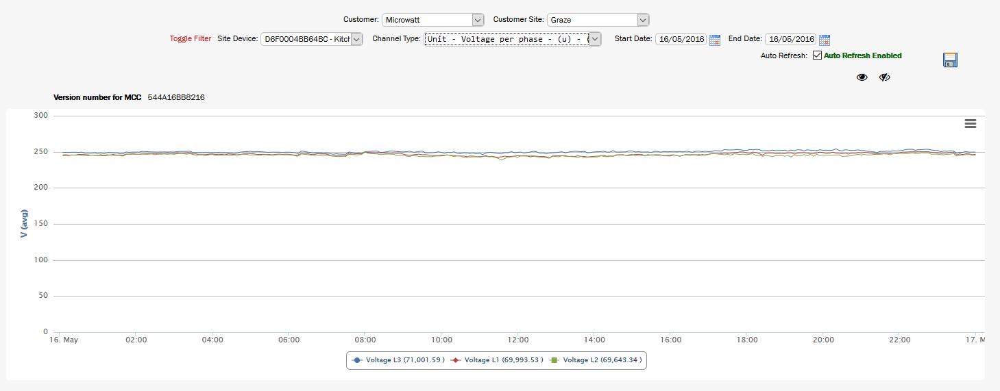 Customer: Microwatt Customer Site: Graze
Toggle Filter Site Device: D6F0004BB64BC - Kitch Channel Type: Unit - Voltage per phase - (u) - ( Start Date: 16/05/2016 End Date: 16/05/2016
Auto Refresh: Auto Refresh Enabled
Version number for MCC 544A16BB8216
300
250
200
150
100
50
0
V (avg)
16. May 02:00 04:00 06:00 08:00 10:00 12:00 14:00 16:00 18:00 20:00 22:00 17. M
Voltage L3 (71,001.59 ) Voltage L1 (69,993.53 ) Voltage L2 (69,643.34 )